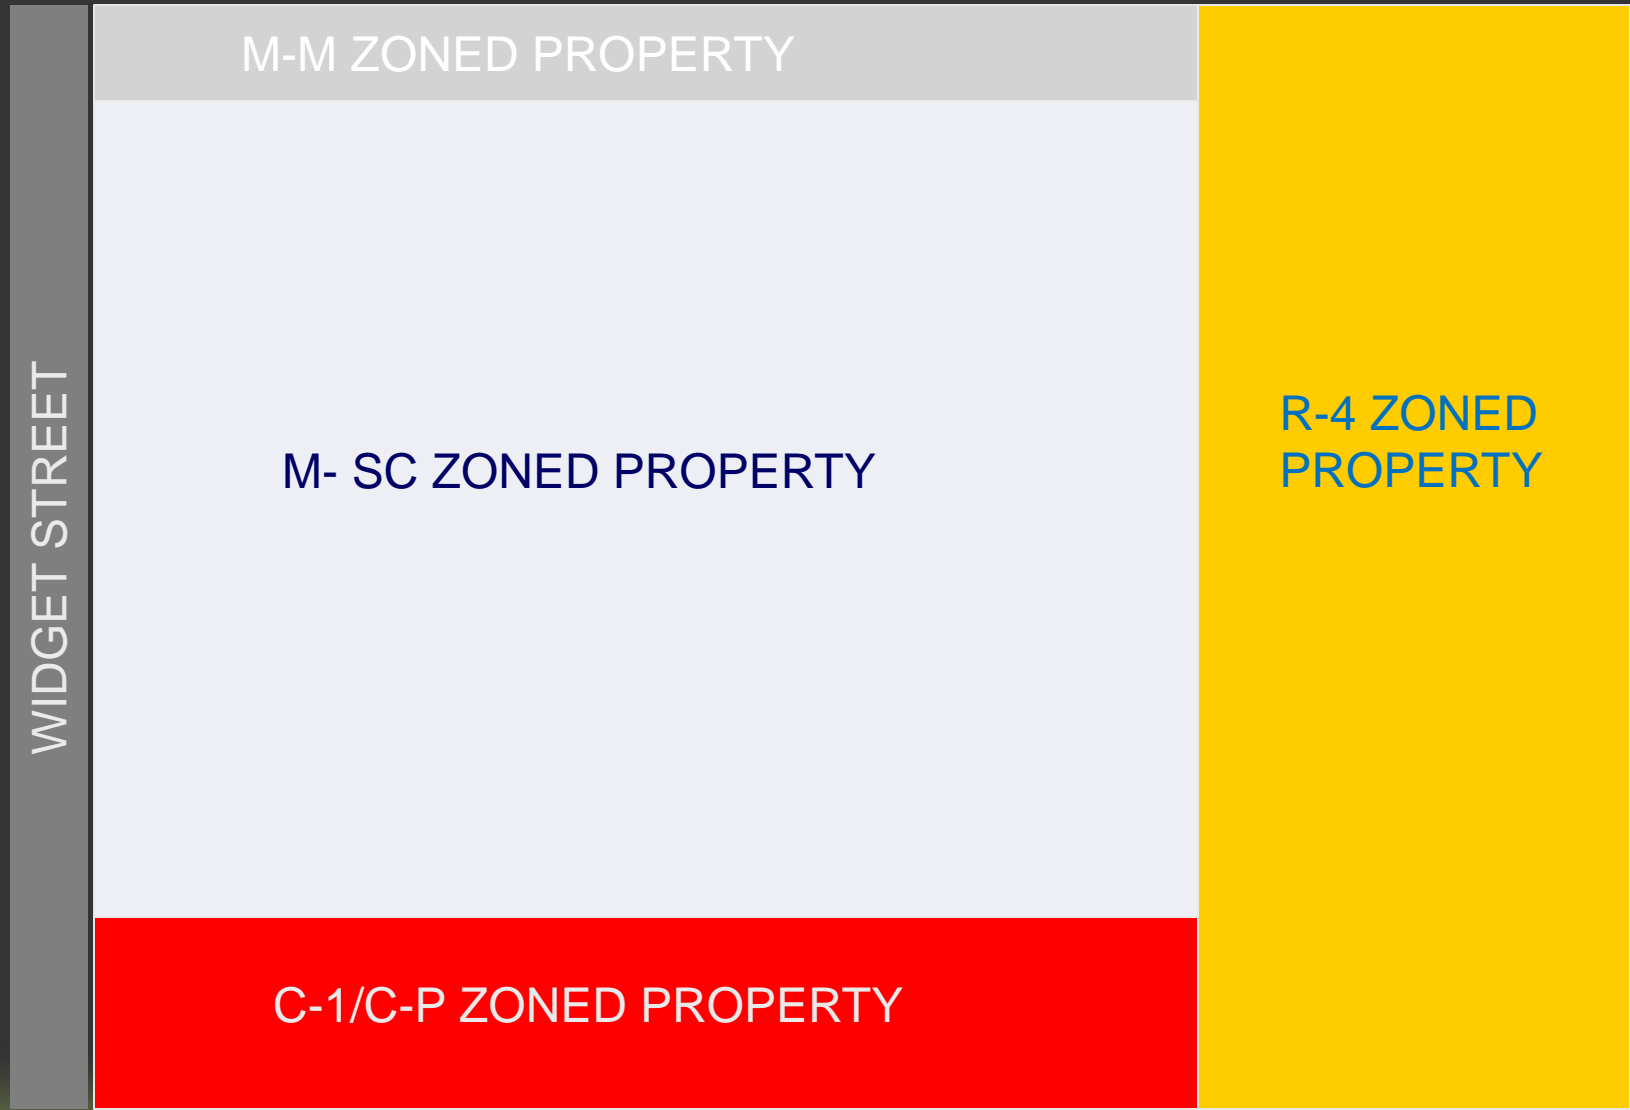 M-M ZONED PROPERTY
WIDGET STREET
M- SC ZONED PROPERTY
R-4 ZONED
PROPERTY
C-1/C-P ZONED PROPERTY